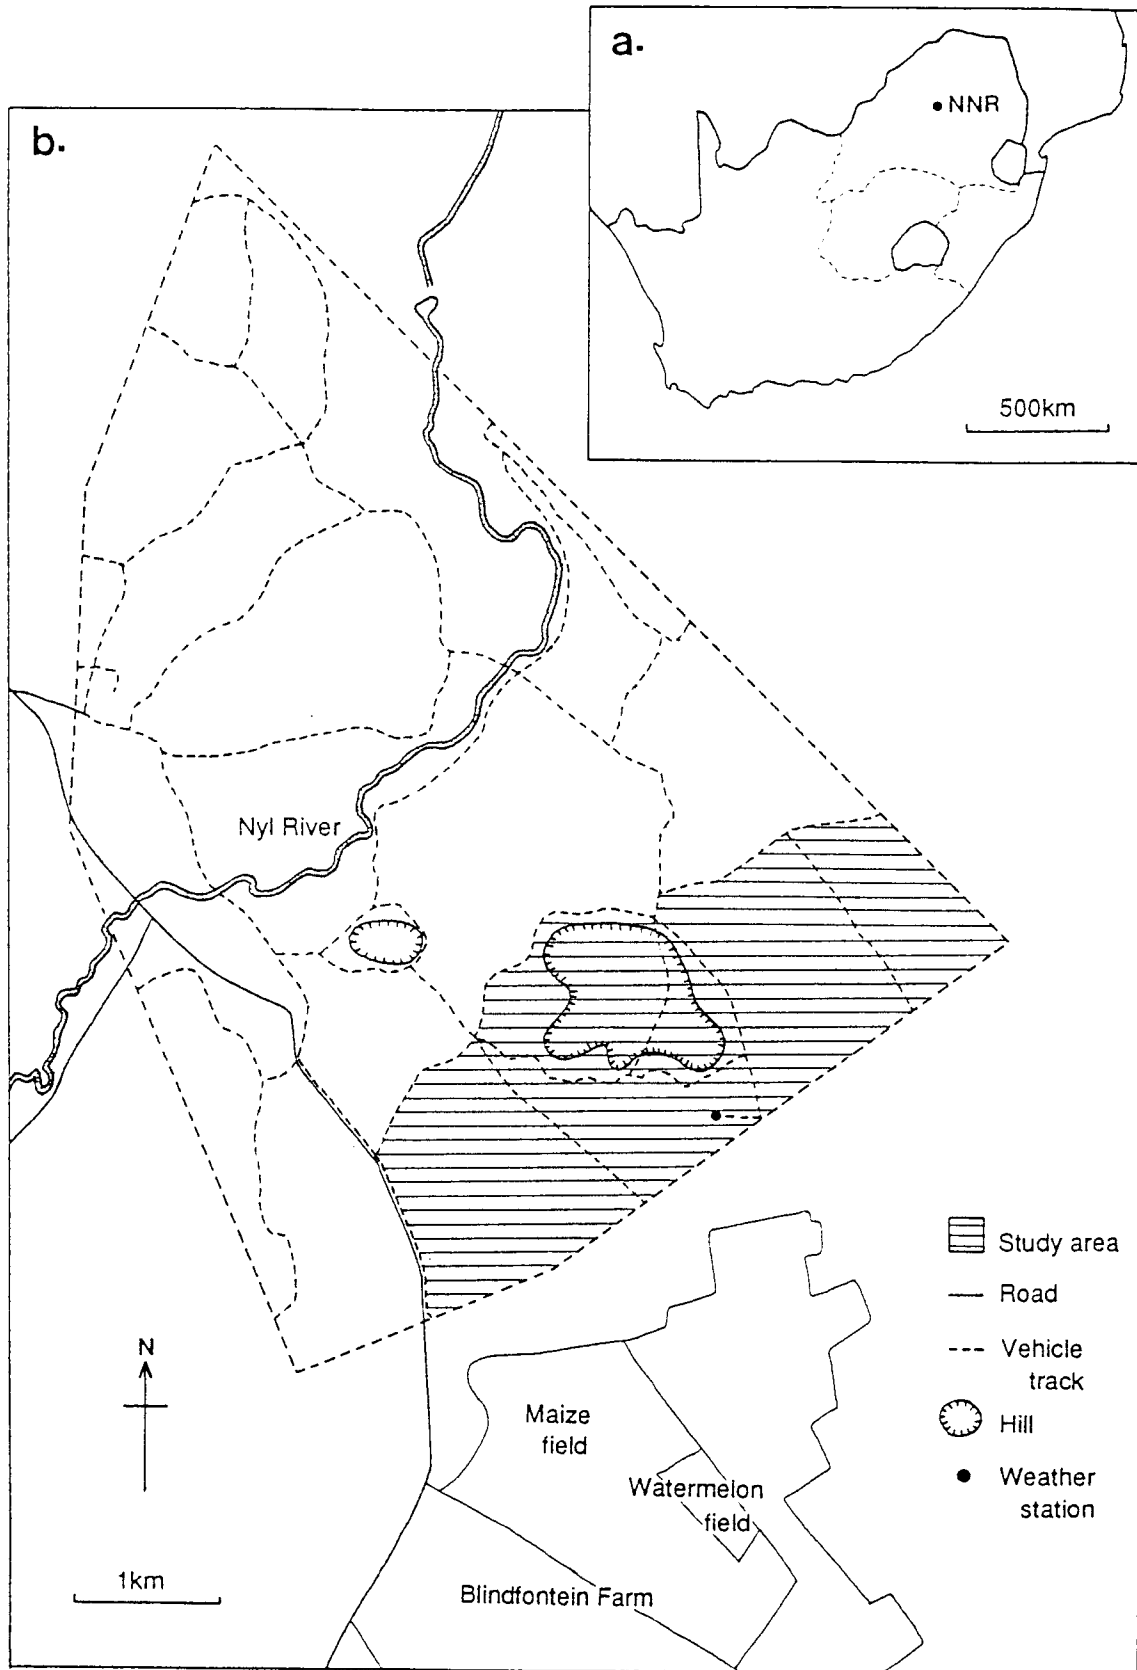 a.
NNR
500km
b.
Nyl River
Study area
Road
Vehicle
track
Hill
Weather
station
N
1km
Maize
field
Watermelon
field
Blindfontein Farm